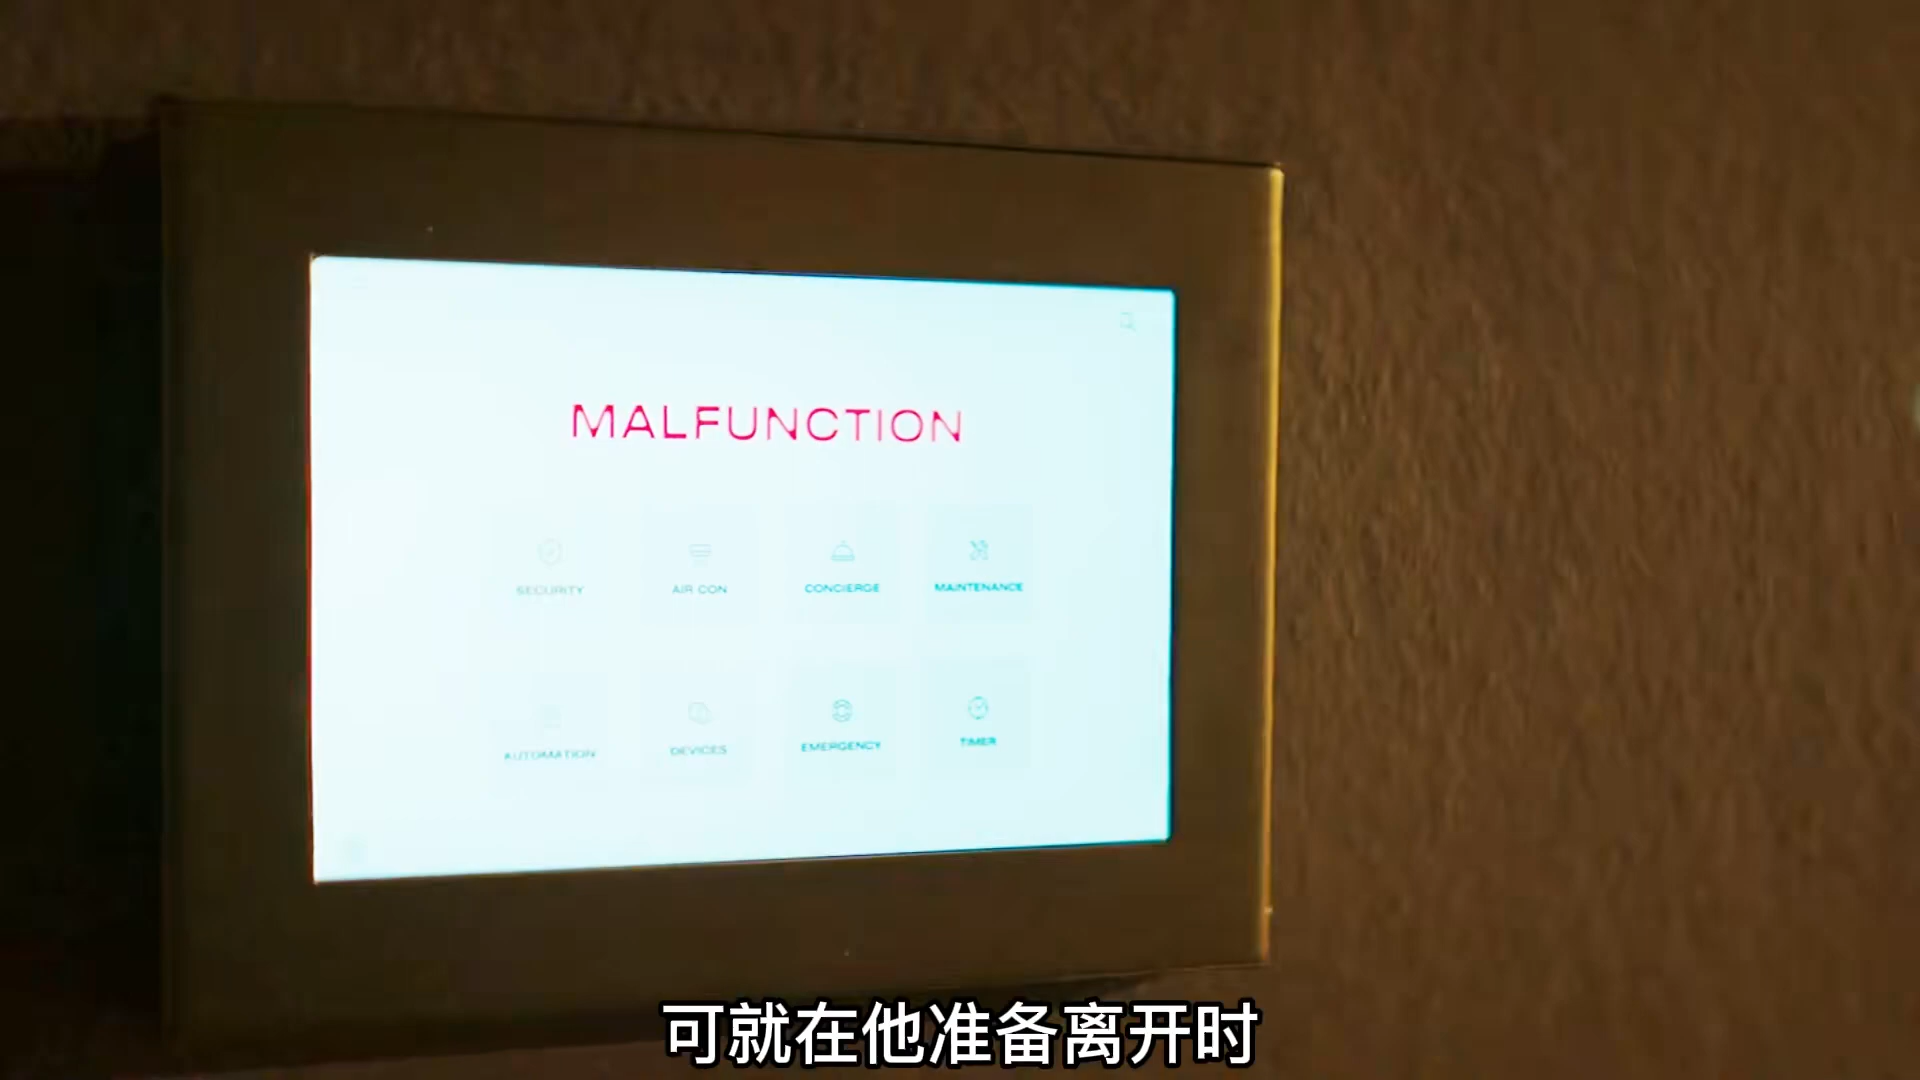 MALFUNCTION
SECURITY AIR CON CONCIERGE MAINTENANCE
AUTOMATION DEVICES EMERGENCY TIMER
可就在他准备离开时